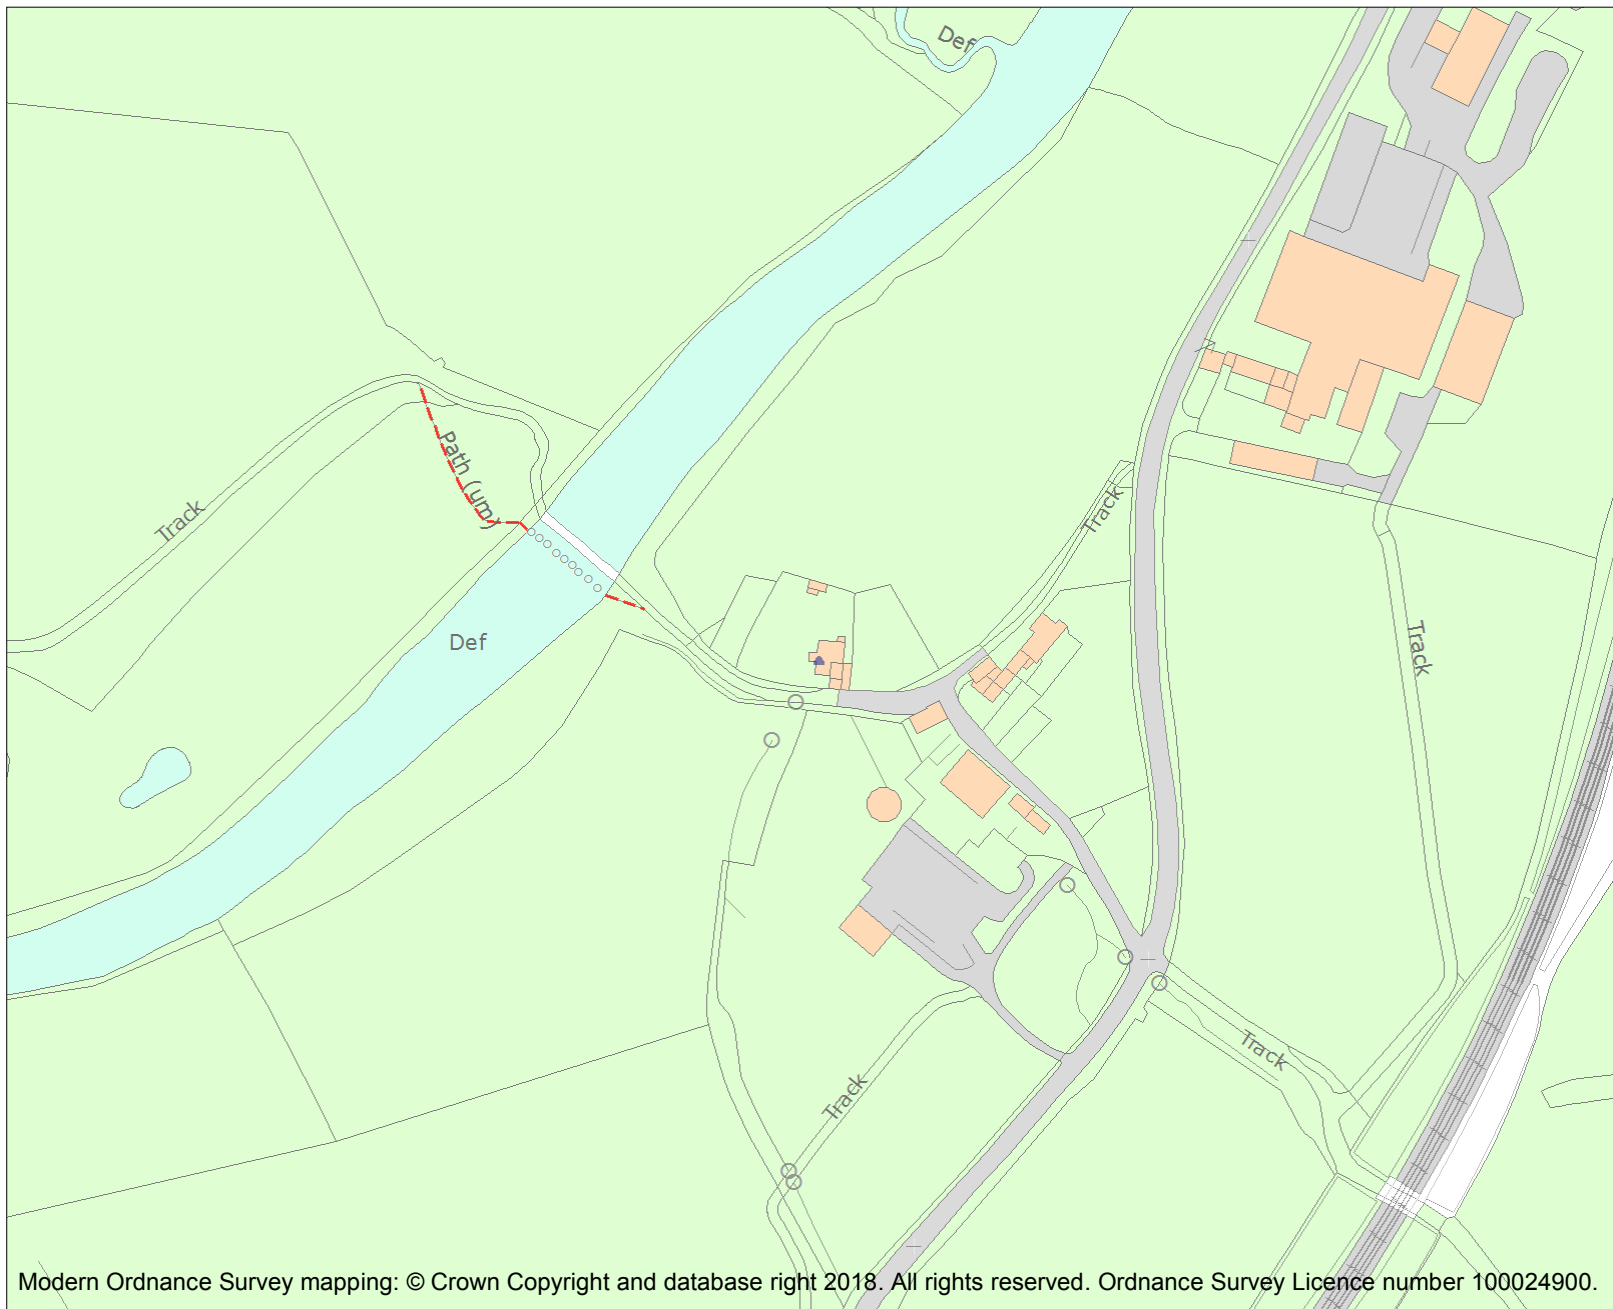 Def
Path (um)
Track
Track
Def
Track
Track
Track
Modern Ordnance Survey mapping: © Crown Copyright and database right 2018. All rights reserved. Ordnance Survey Licence number 100024900.